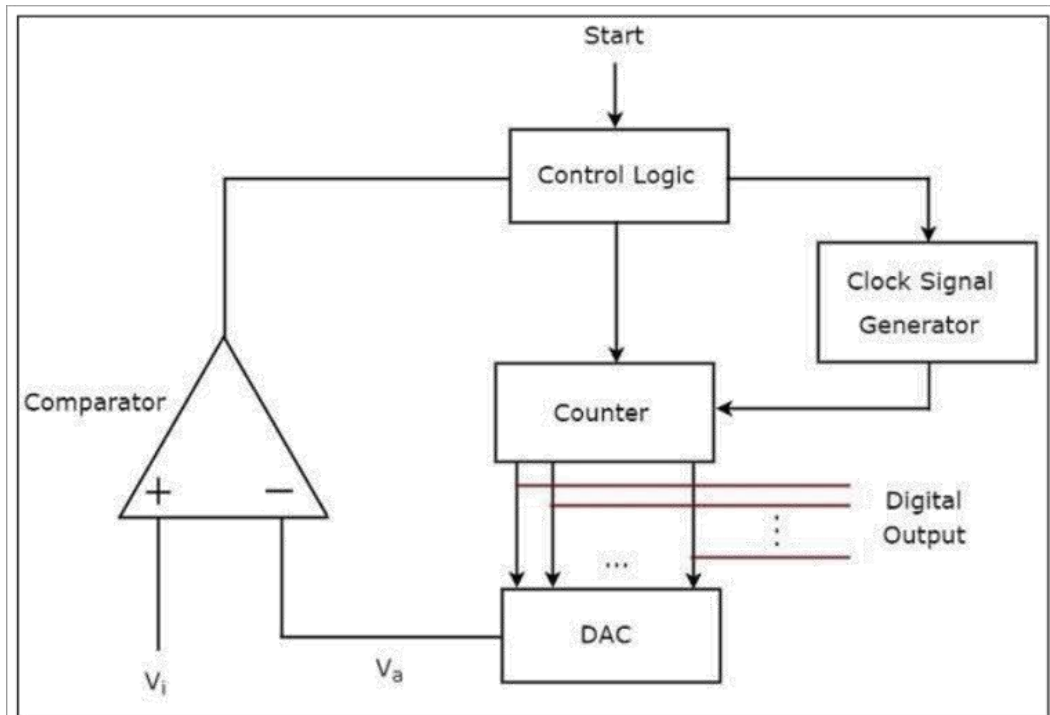 Start
Control Logic
Clock Signal
Generator
Comparator
Counter
+
−
Digital
Output
⋮
...
DAC
Vₐ
Vᵢ